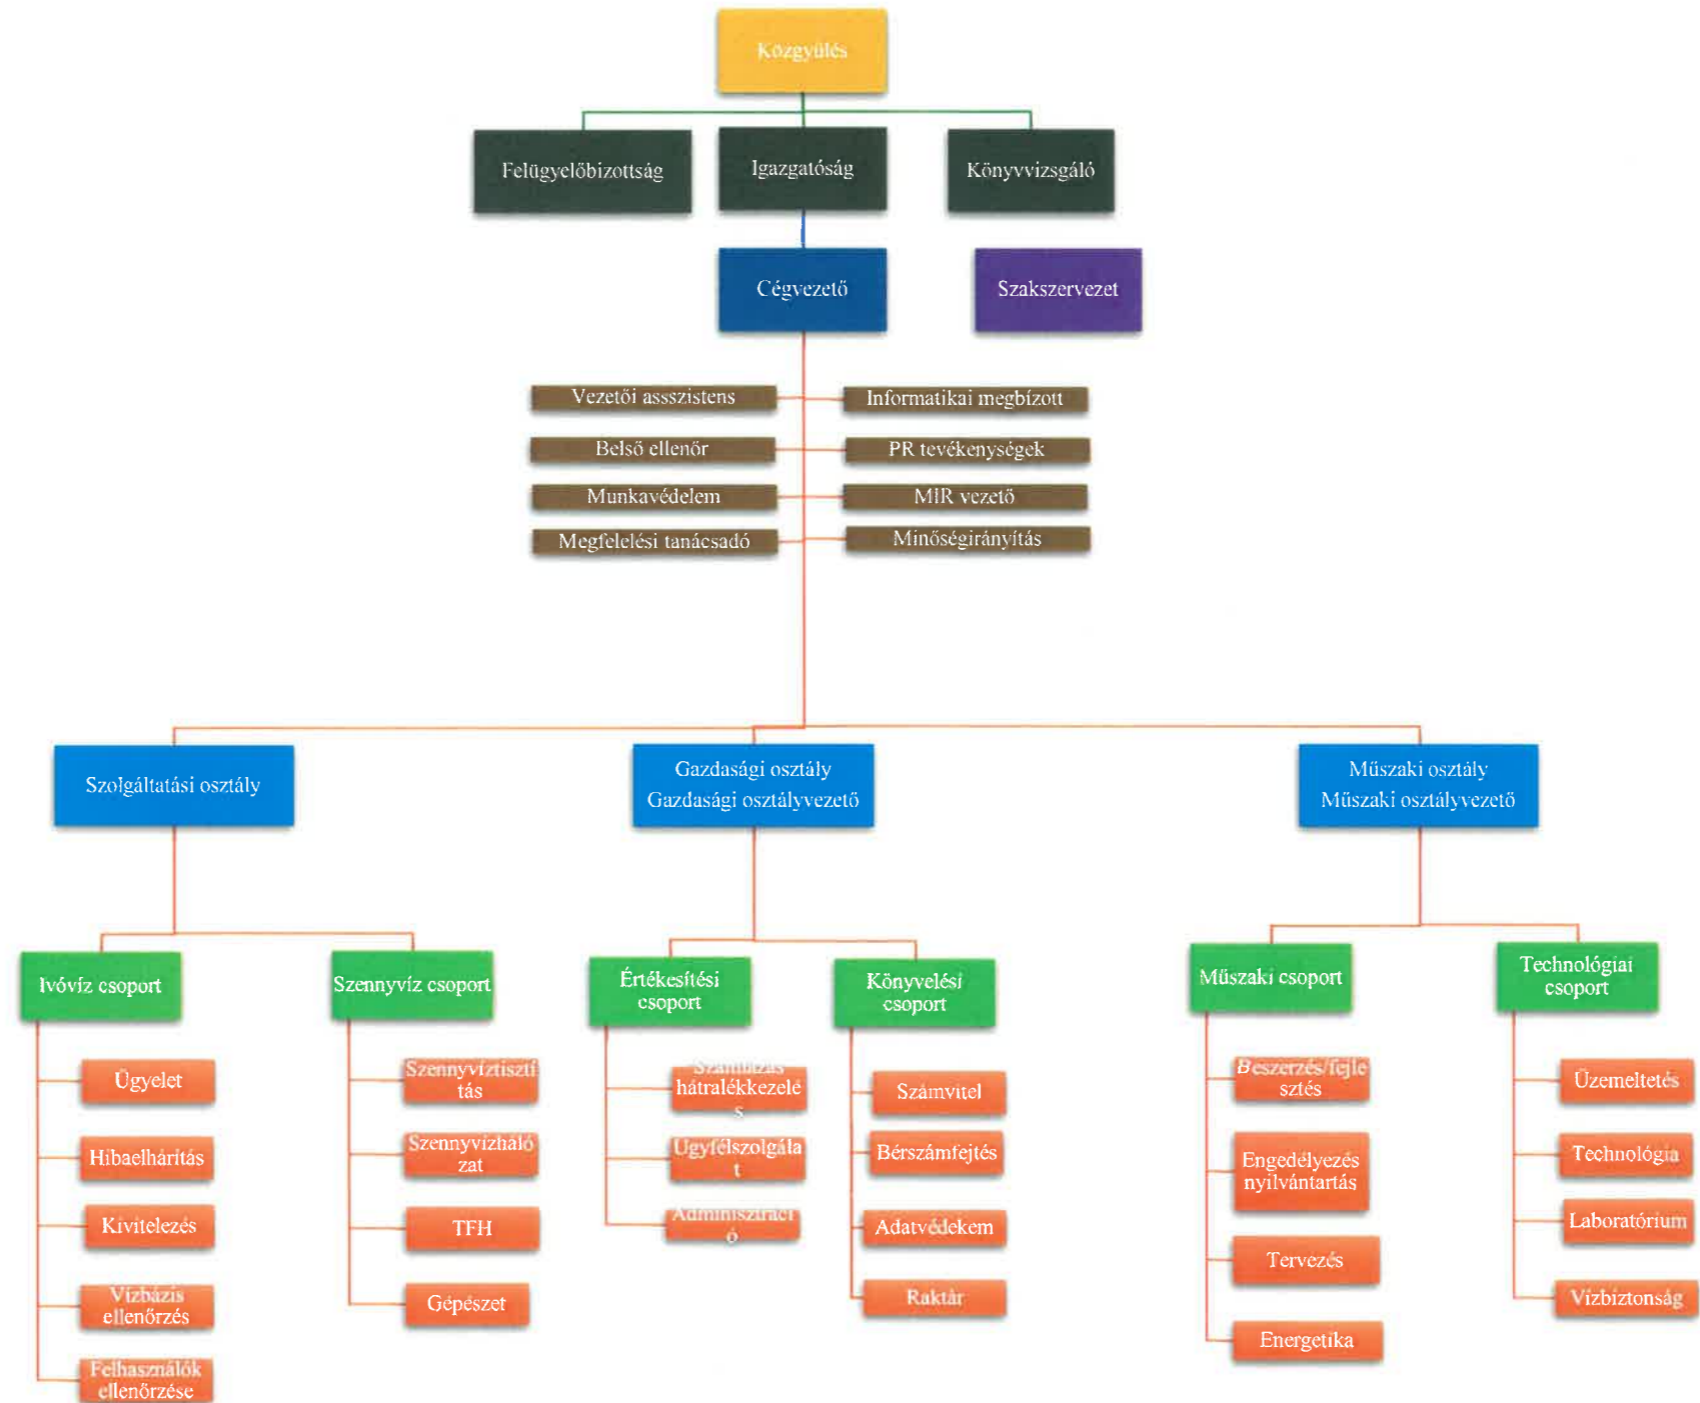 Közgyűlés
Felügyelőbizottság
Igazgatóság
Könyvvizsgáló
Cégvezető
Szakszervezet
Vezetői assszistens
Informatikai megbízott
Belső ellenőr
PR tevékenységek
Munkavédelem
MIR vezető
Megfelelési tanácsadó
Minőségirányítás
Szolgáltatási osztály
Gazdasági osztály
Gazdasági osztályvezető
Műszaki osztály
Műszaki osztályvezető
Ivóvíz csoport
Szennyvíz csoport
Értékesítési
csoport
Könyvelési
csoport
Műszaki csoport
Technológiai
csoport
Ügyelet
Hibaelhárítás
Kivitelezés
Vízbázis
ellenőrzés
Felhasználók
ellenőrzése
Szennyvíztisztí
tás
Szennyvízháló
zat
TFH
Gépészet
Számlázás
hátralékkezelé
s
Ügyfélszolgála
t
Adminisztráci
ó
Számvitel
Bérszámfejtés
Adatvédekem
Raktár
Beszerzés/fejle
sztés
Engedélyezés
nyilvántartás
Tervezés
Energetika
Üzemeltetés
Technológia
Laboratórium
Vízbiztonság